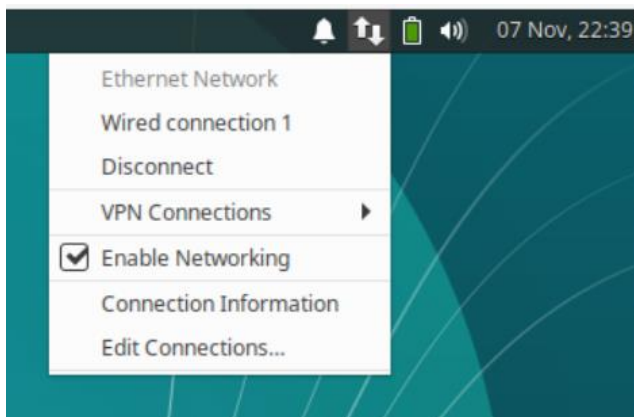 07 Nov, 22:39
Ethernet Network
Wired connection 1
Disconnect
VPN Connections
Enable Networking
Connection Information
Edit Connections...